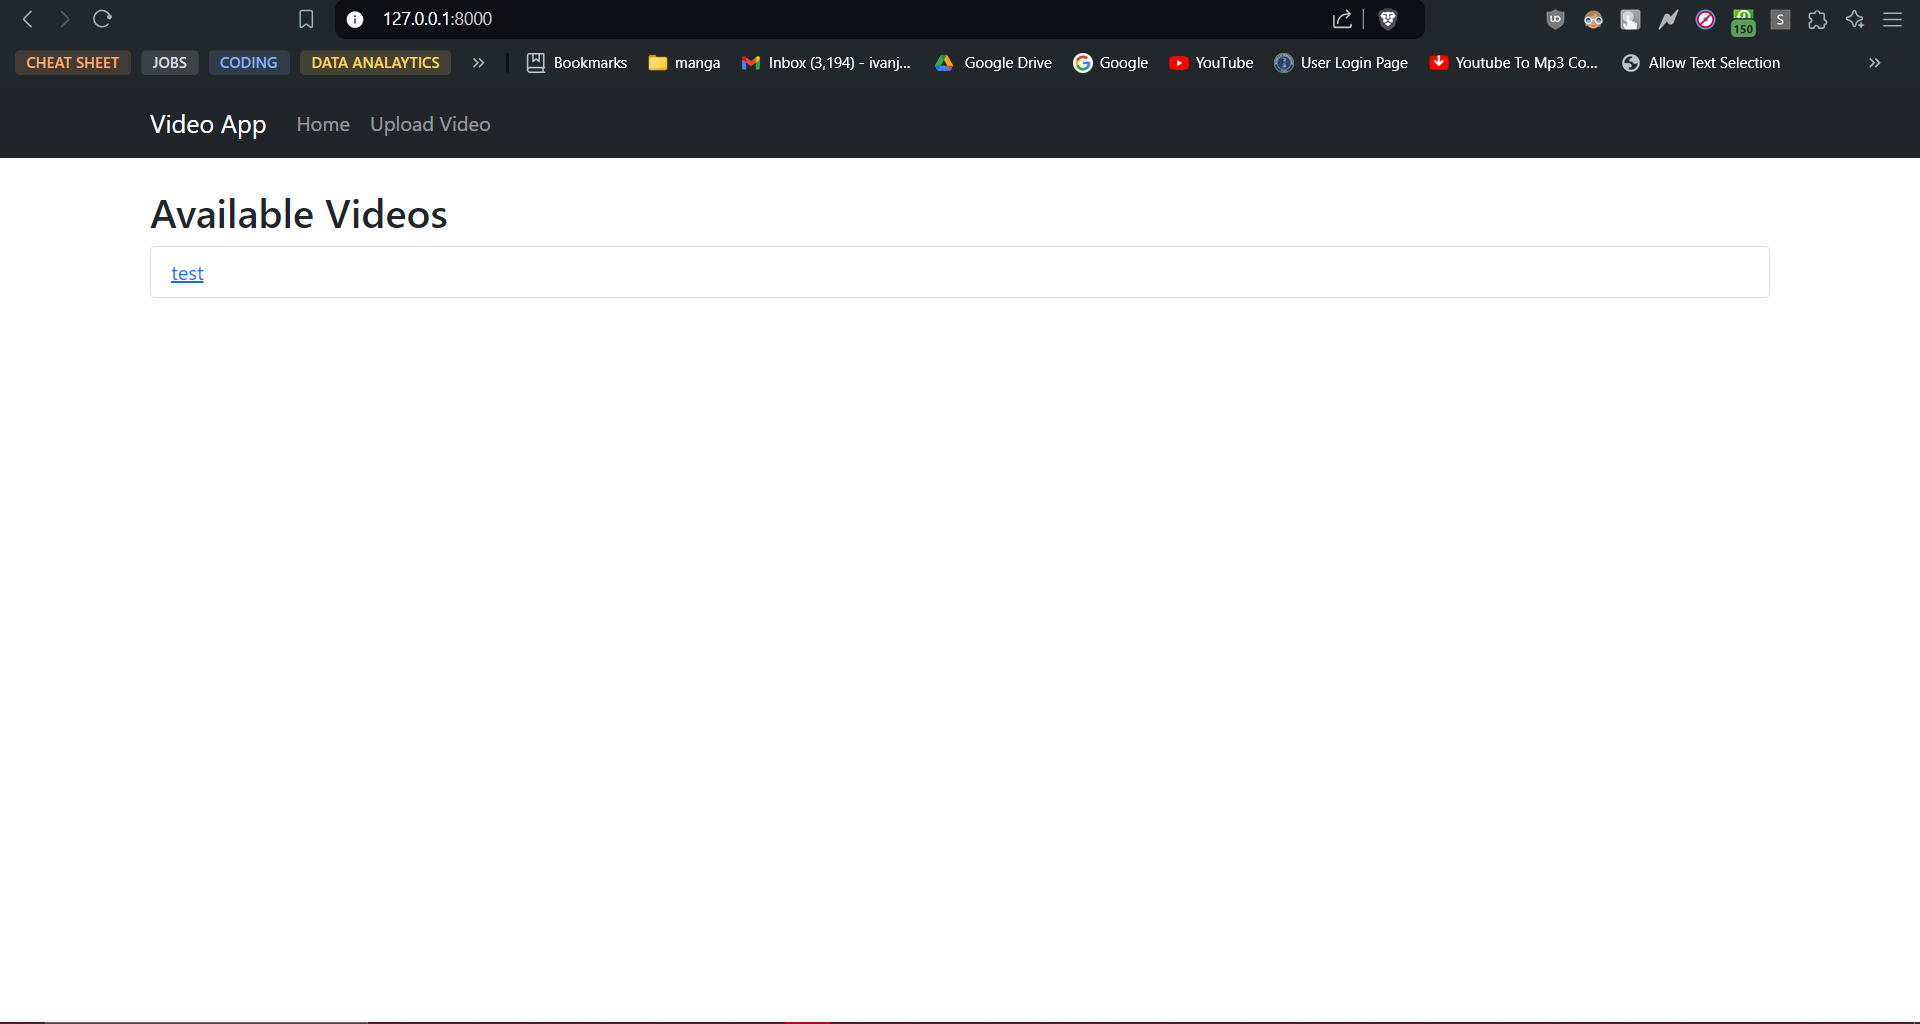 127.0.0.1:8000
150
S
CHEAT SHEET JOBS CODING DATA ANALAYTICS » Bookmarks manga Inbox (3,194) - ivanj... Google Drive Google YouTube User Login Page Youtube To Mp3 Co... Allow Text Selection »
Video App Home Upload Video
Available Videos
test